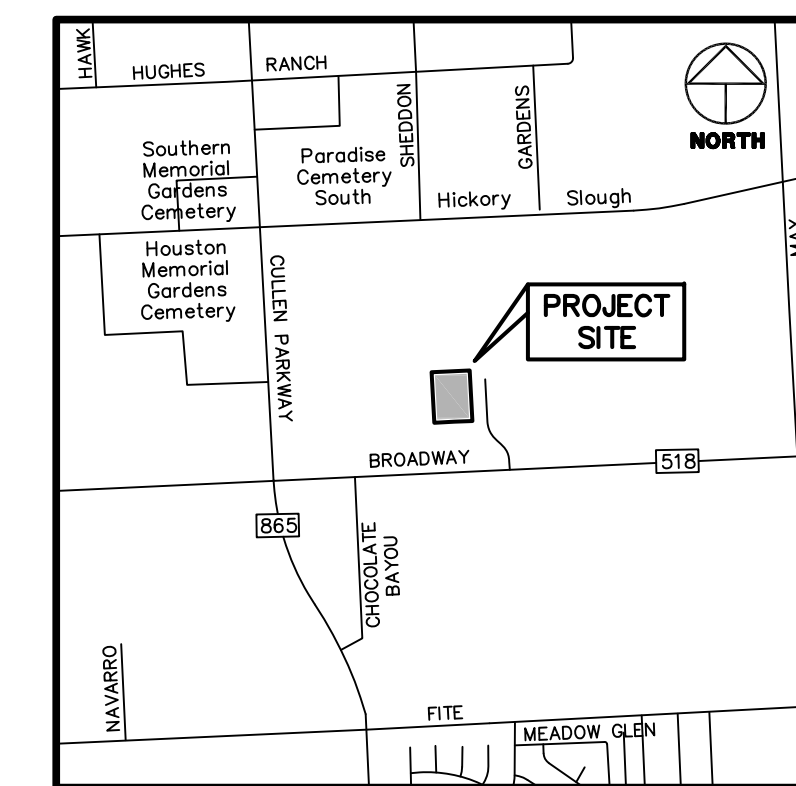 HAWK
HUGHES
RANCH
SHEDDON
GARDENS
NORTH
Southern
Memorial
Gardens
Cemetery
Paradise
Cemetery
South
Hickory
Slough
MAX
Houston
Memorial
Gardens
Cemetery
CULLEN PARKWAY
PROJECT
SITE
BROADWAY
518
865
CHOCOLATE
BAYOU
NAVARRO
FITE
MEADOW GLEN